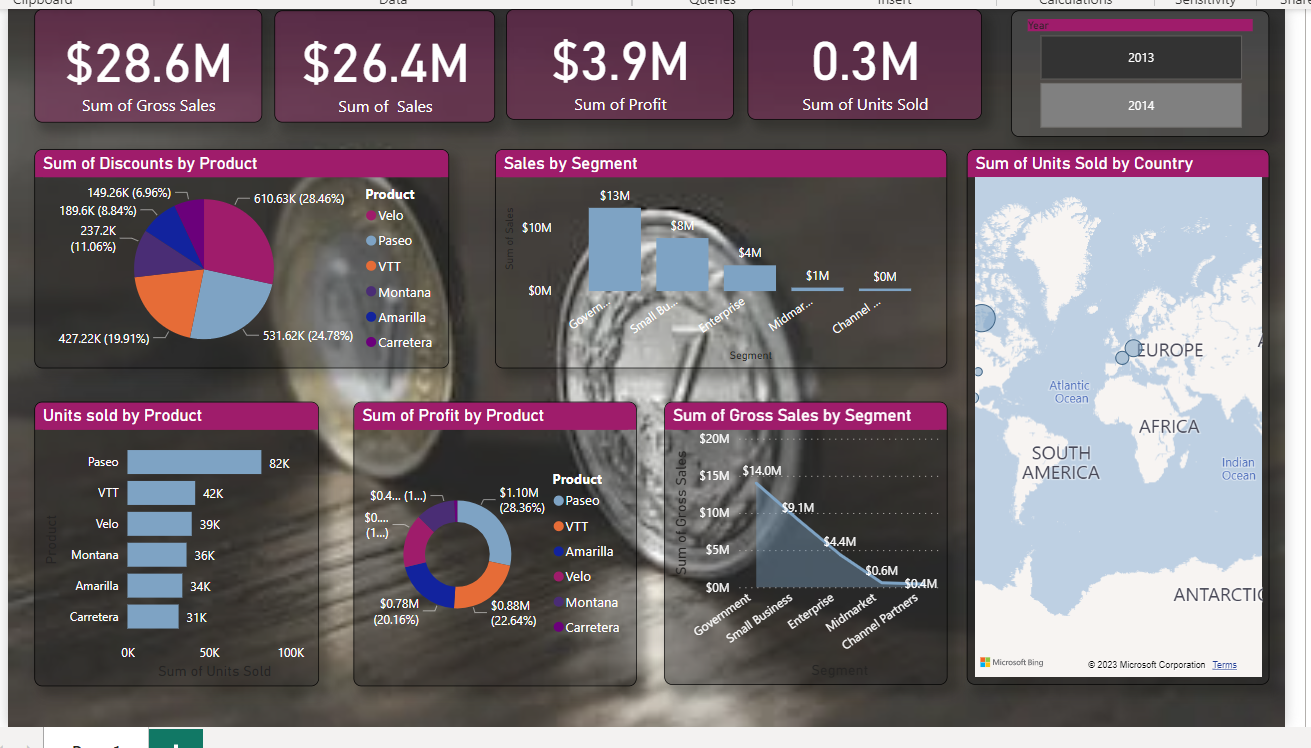 Clipboard
Data
Queries
Insert
Calculations
Sensitivity
$28.6M
Sum of Gross Sales
$26.4M
Sum of  Sales
$3.9M
Sum of Profit
0.3M
Sum of Units Sold
Year
2013
2014
Sum of Discounts by Product
149.26K (6.96%)
189.6K (8.84%)
237.2K
(11.06%)
427.22K (19.91%)
610.63K (28.46%)
531.62K (24.78%)
Product
Velo
Paseo
VTT
Montana
Amarilla
Carretera
Sales by Segment
Sum of Sales
$10M
$0M
$13M
$8M
$4M
$1M
$0M
Govern...
Small Bu...
Enterprise
Midmar...
Channel ...
Segment
Sum of Units Sold by Country
EUROPE
Atlantic
Ocean
AFRICA
SOUTH
AMERICA
Indian
Ocean
ANTARCTIC
Microsoft Bing
© 2023 Microsoft Corporation
Terms
Units sold by Product
Product
Paseo
82K
VTT
42K
Velo
39K
Montana
36K
Amarilla
34K
Carretera
31K
0K
50K
100K
Sum of Units Sold
Sum of Profit by Product
$0.4... (1...)
$0....
(1...)
$0.78M
(20.16%)
$1.10M
(28.36%)
$0.88M
(22.64%)
Product
Paseo
VTT
Amarilla
Velo
Montana
Carretera
Sum of Gross Sales by Segment
Sum of Gross Sales
$20M
$15M
$10M
$5M
$0M
$14.0M
$9.1M
$4.4M
$0.6M
$0.4M
Government
Small Business
Enterprise
Midmarket
Channel Partners
Segment